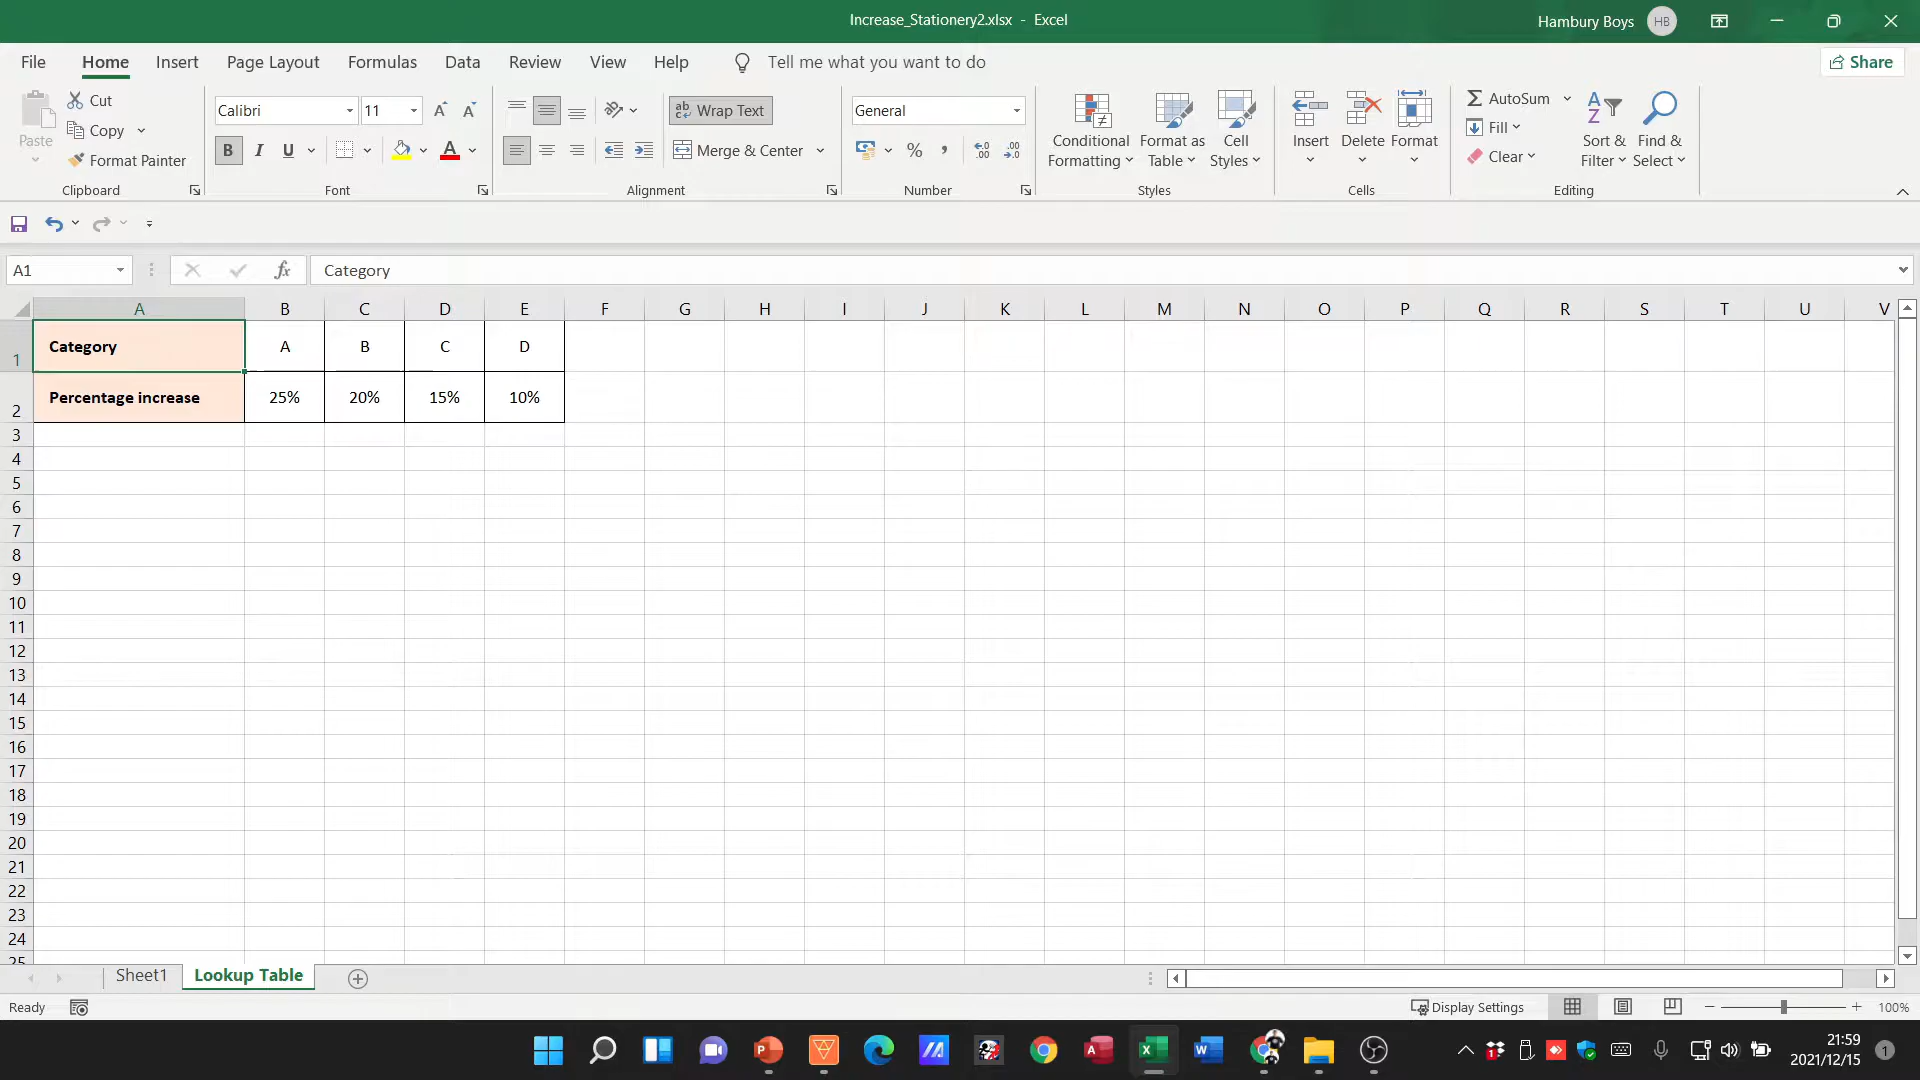 Increase_Stationery2.xlsx - Excel
Hambury Boys HB
File Home Insert Page Layout Formulas Data Review View Help Tell me what you want to do Share
Paste Cut Copy Format Painter Clipboard
Calibri 11 B I U A Font
ab Wrap Text Merge & Center Alignment
General % , Number
Conditional Formatting Format as Table Cell Styles Styles
Insert Delete Format Cells
AutoSum Fill Clear Sort & Filter Find & Select Editing
A1 fx Category
A B C D E F G H I J K L M N O P Q R S T U V
1 Category A B C D
2 Percentage increase 25% 20% 15% 10%
3
4
5
6
7
8
9
10
11
12
13
14
15
16
17
18
19
20
21
22
23
24
25
Sheet1 Lookup Table
Ready Display Settings 100%
21:59
2021/12/15 1